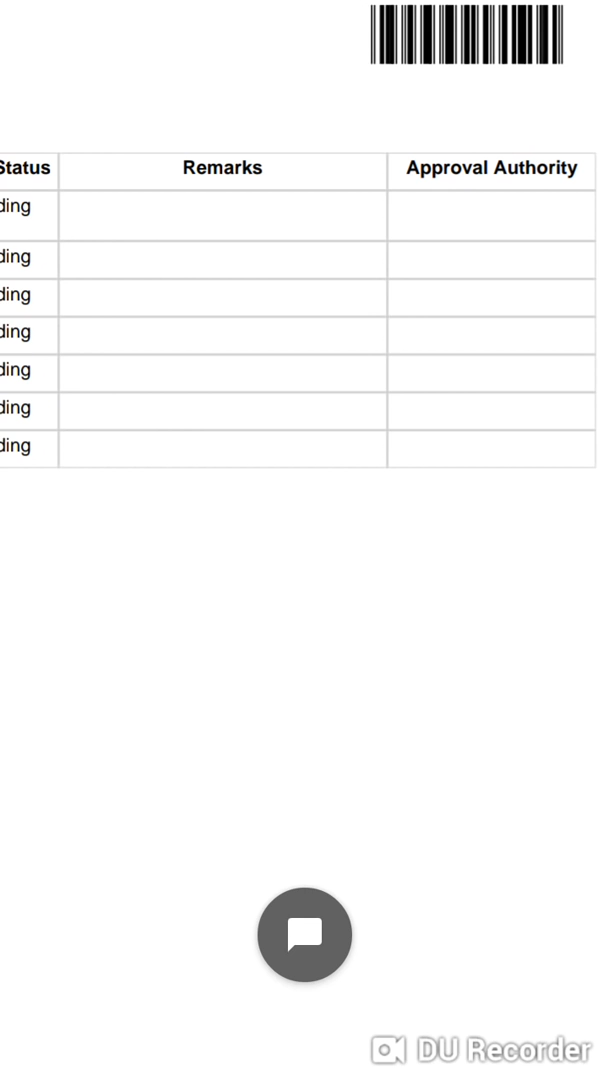 Status Remarks Approval Authority
ding
ding
ding
ding
ding
ding
ding
DU Recorder